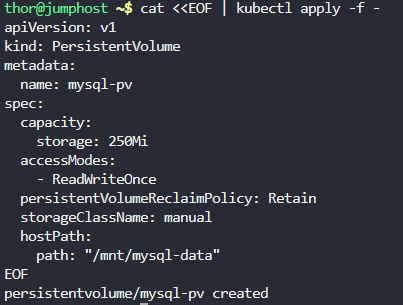 thor@jumphost ~$ cat <<EOF | kubectl apply -f -
apiVersion: v1
kind: PersistentVolume
metadata:
  name: mysql-pv
spec:
  capacity:
    storage: 250Mi
  accessModes:
    - ReadWriteOnce
  persistentVolumeReclaimPolicy: Retain
  storageClassName: manual
  hostPath:
    path: "/mnt/mysql-data"
EOF
persistentvolume/mysql-pv created